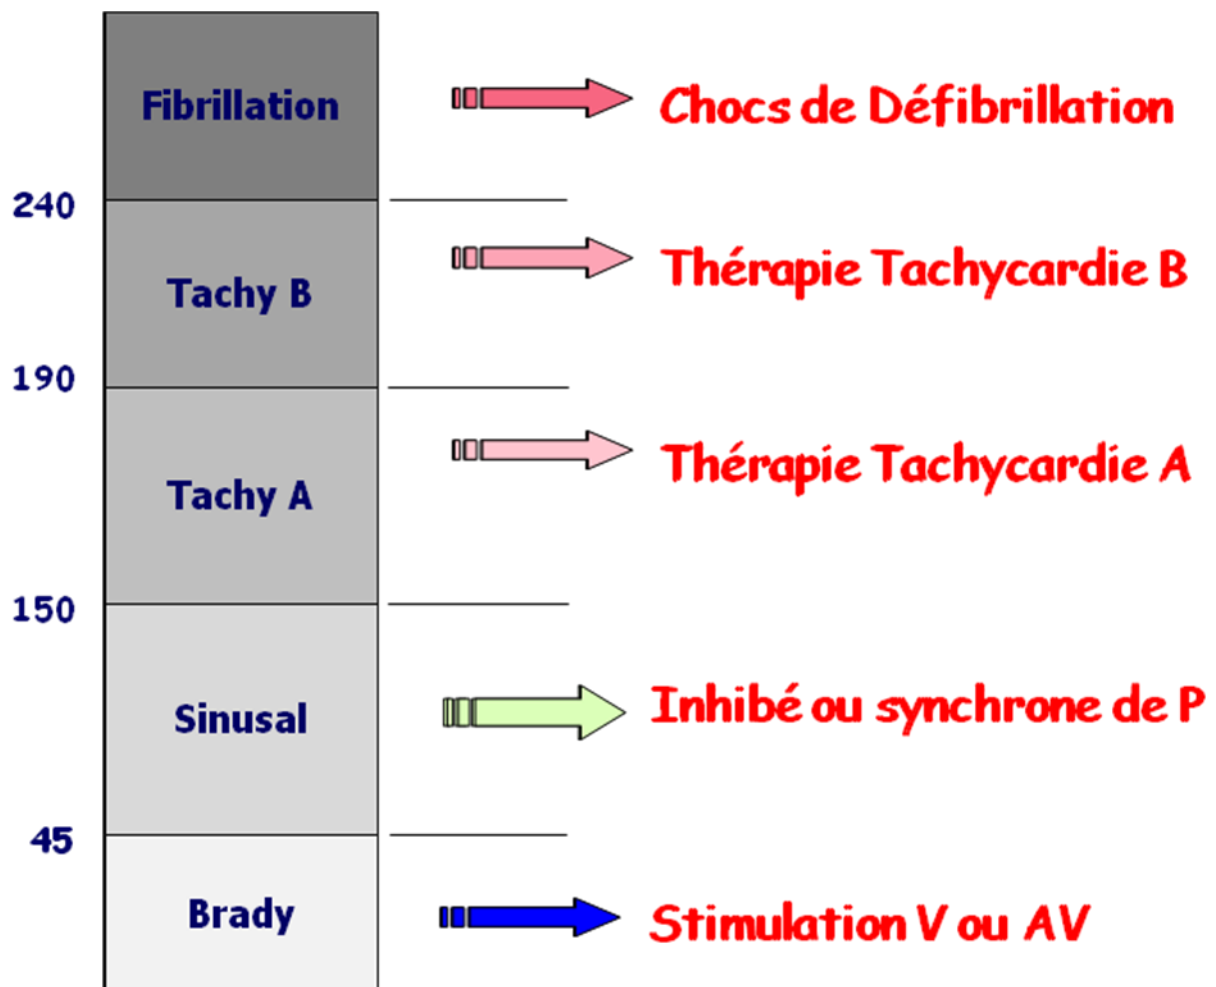 Fibrillation
Chocs de Défibrillation
240
Tachy B
Thérapie Tachycardie B
190
Tachy A
Thérapie Tachycardie A
150
Sinusal
Inhibé ou synchrone de P
45
Brady
Stimulation V ou AV